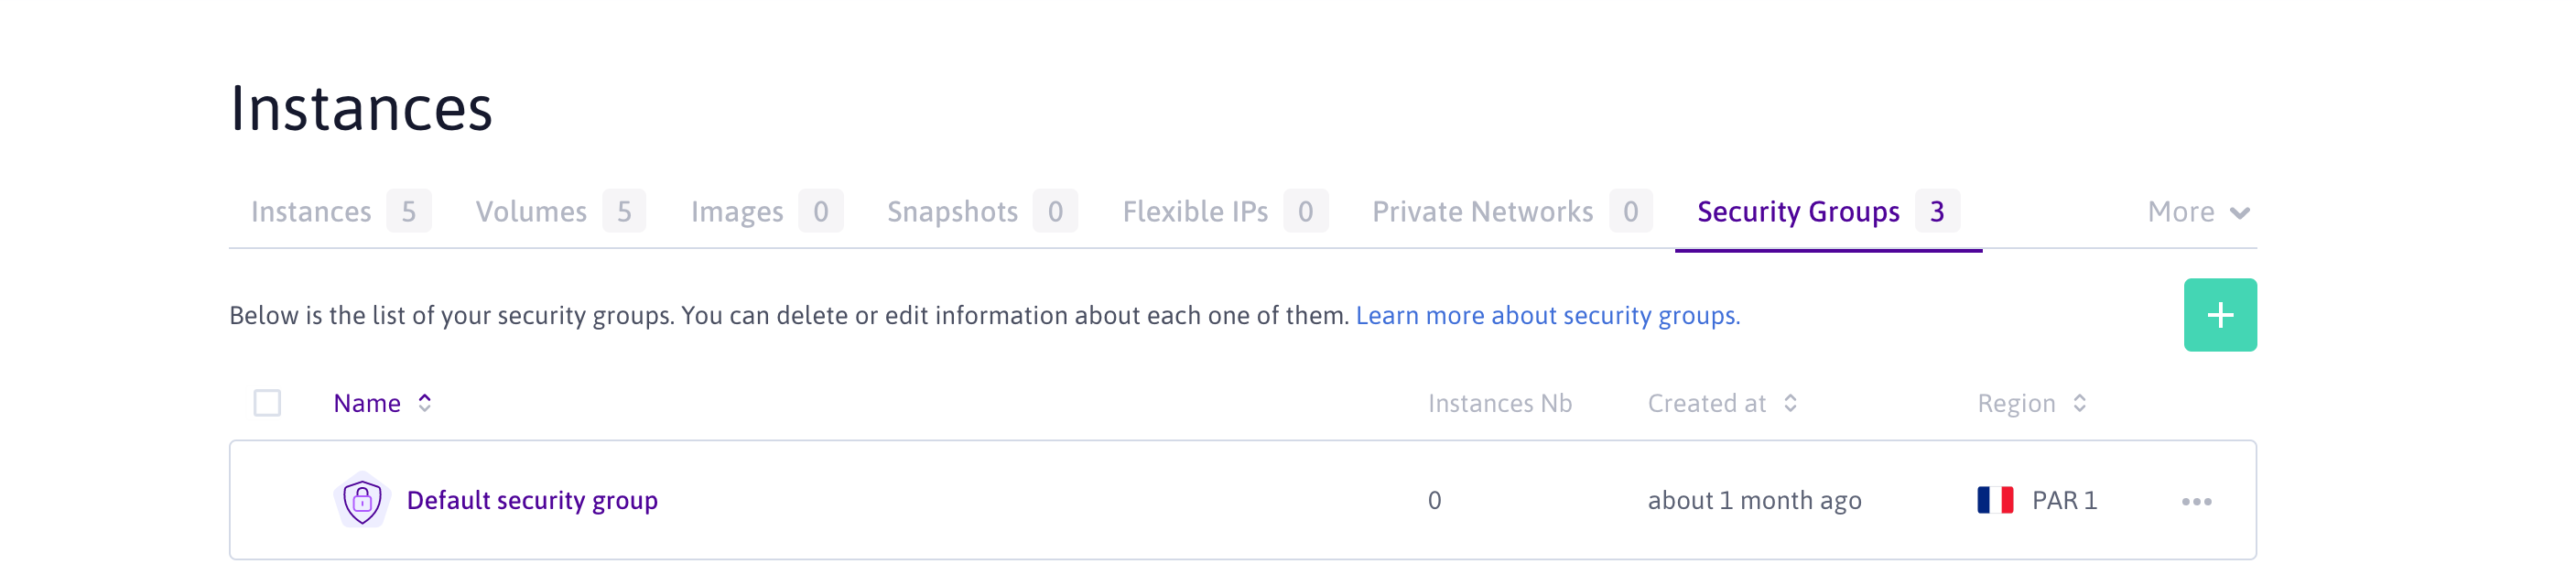 Instances
Instances 5 Volumes 5 Images 0 Snapshots 0 Flexible IPs 0 Private Networks 0 Security Groups 3 More
Below is the list of your security groups. You can delete or edit information about each one of them. Learn more about security groups.
Name Instances Nb Created at Region
Default security group 0 about 1 month ago PAR 1